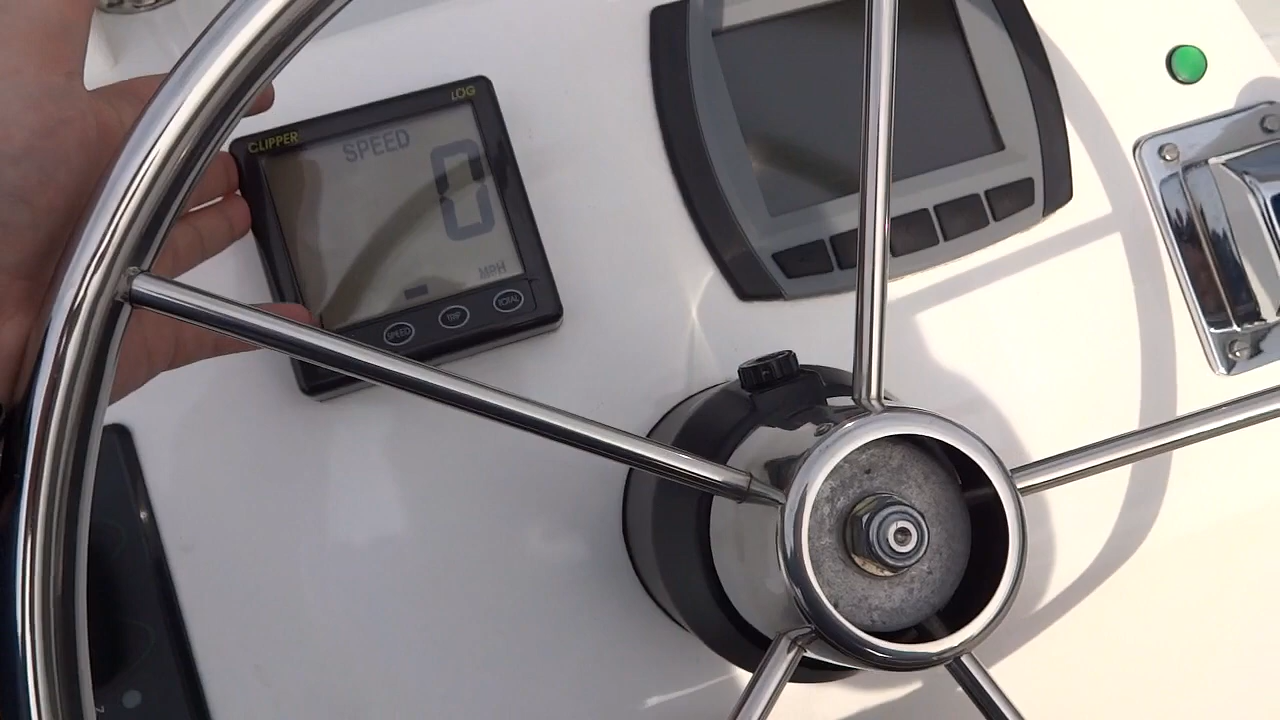 CLIPPER
LOG
SPEED
0
MPH
SPEED
TRIP
TOTAL